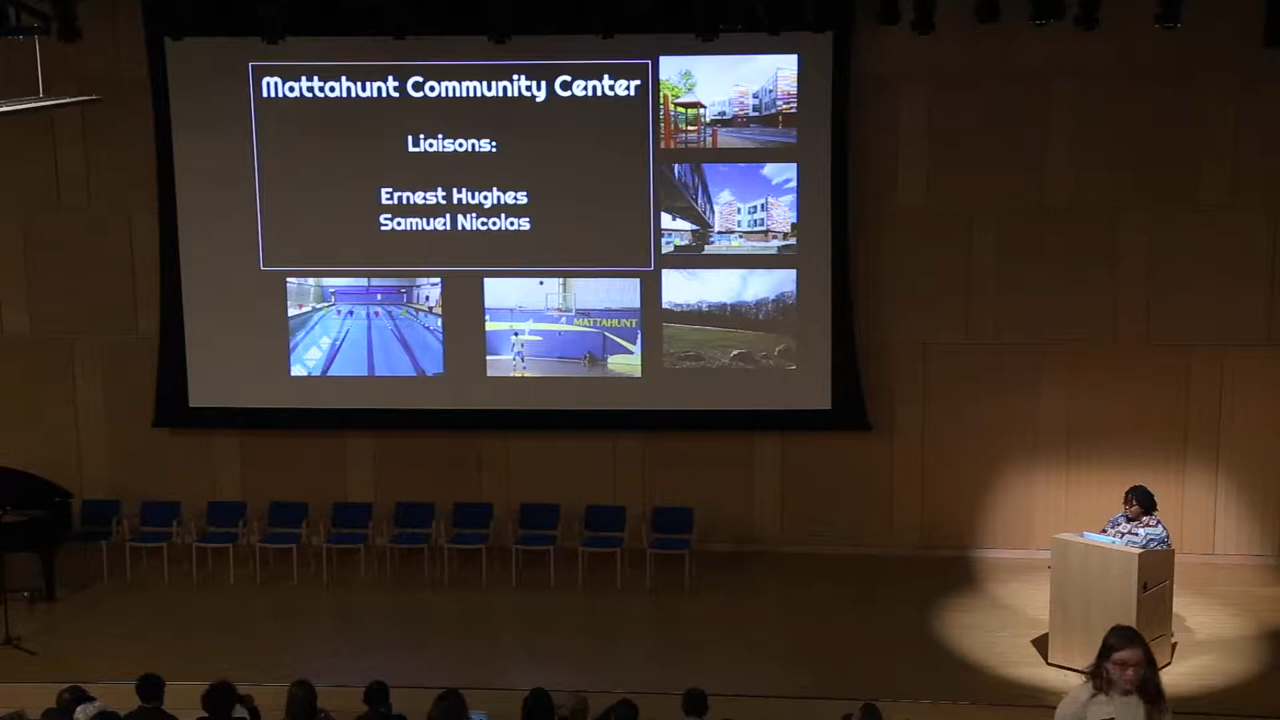 Mattahunt Community Center
Liaisons:
Ernest Hughes
Samuel Nicolas
MATTAHUNT